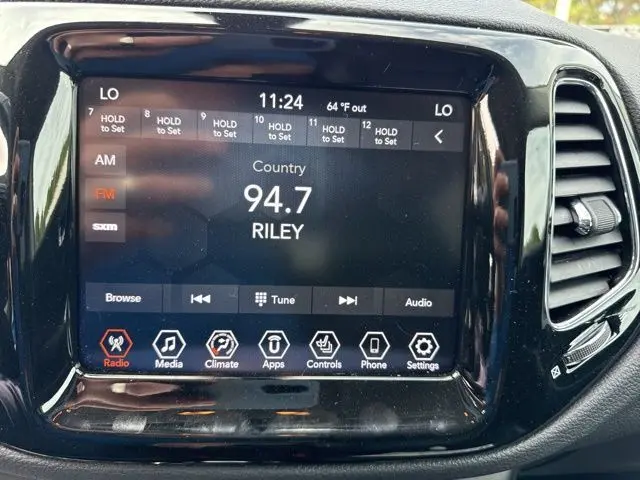 LO 11:24 64 °F out LO
7 HOLD to Set 8 HOLD to Set 9 HOLD to Set 10 HOLD to Set 11 HOLD to Set 12 HOLD to Set
AM
Country
FM
94.7
sxm
RILEY
Browse Tune Audio
Radio Media Climate Apps Controls Phone Settings